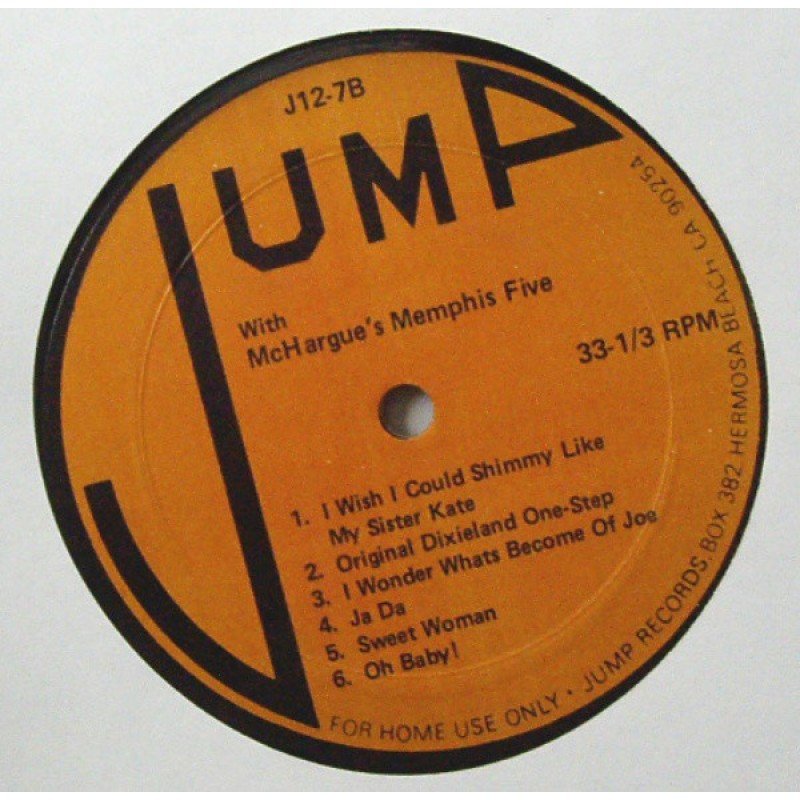 J12-7B
JUMP
With
McHargue's Memphis Five
33-1/3 RPM
1. I Wish I Could Shimmy Like
My Sister Kate
2. Original Dixieland One-Step
3. I Wonder Whats Become Of Joe
4. Ja Da
5. Sweet Woman
6. Oh Baby!
FOR HOME USE ONLY · JUMP RECORDS, BOX 382 HERMOSA BEACH CA 90254